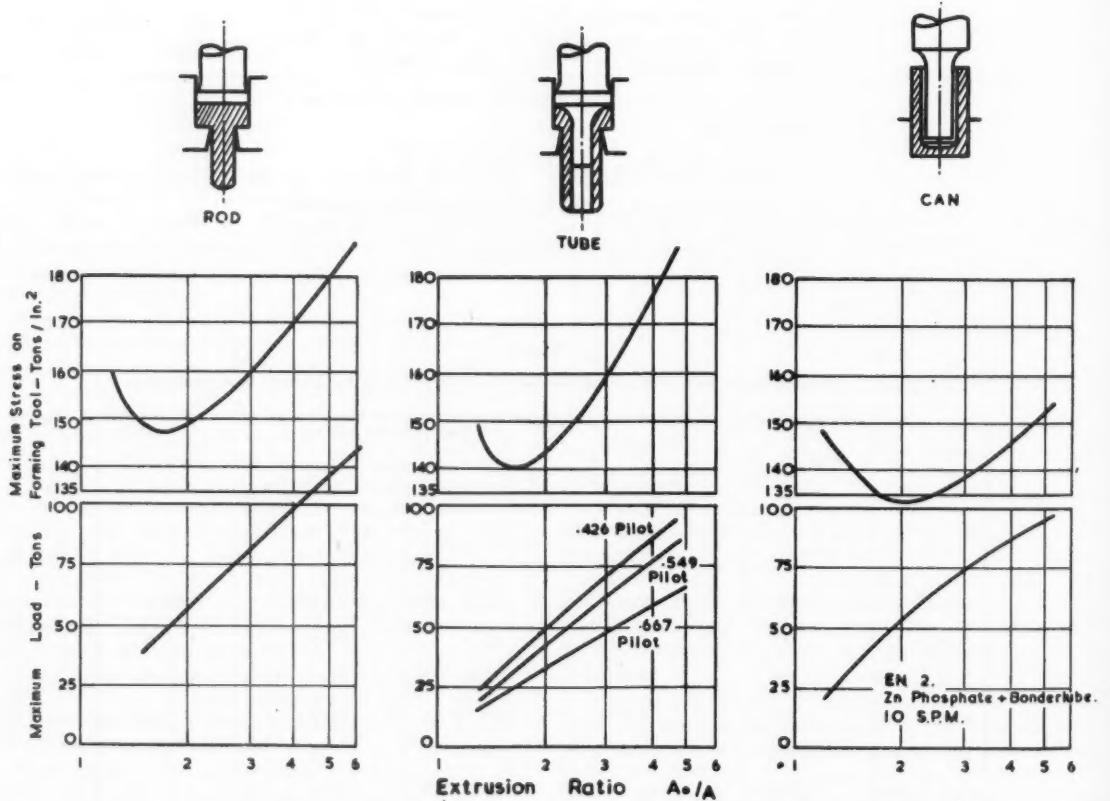 ROD
TUBE
CAN
Maximum Stress on
Forming Tool - Tons / In.²
180
170
160
150
140
135
180
170
160
150
140
135
180
170
160
150
140
135
Maximum Load - Tons
100
75
50
25
0
100
75
50
25
0
100
75
50
25
0
.426 Pilot
.549
Pilot
.667
Pilot
EN 2.
Zn Phosphate + Bonderlube.
10 S.P.M.
1 2 3 4 5 6
1 2 3 4 5 6
1 2 3 4 5 6
Extrusion Ratio A₀/A